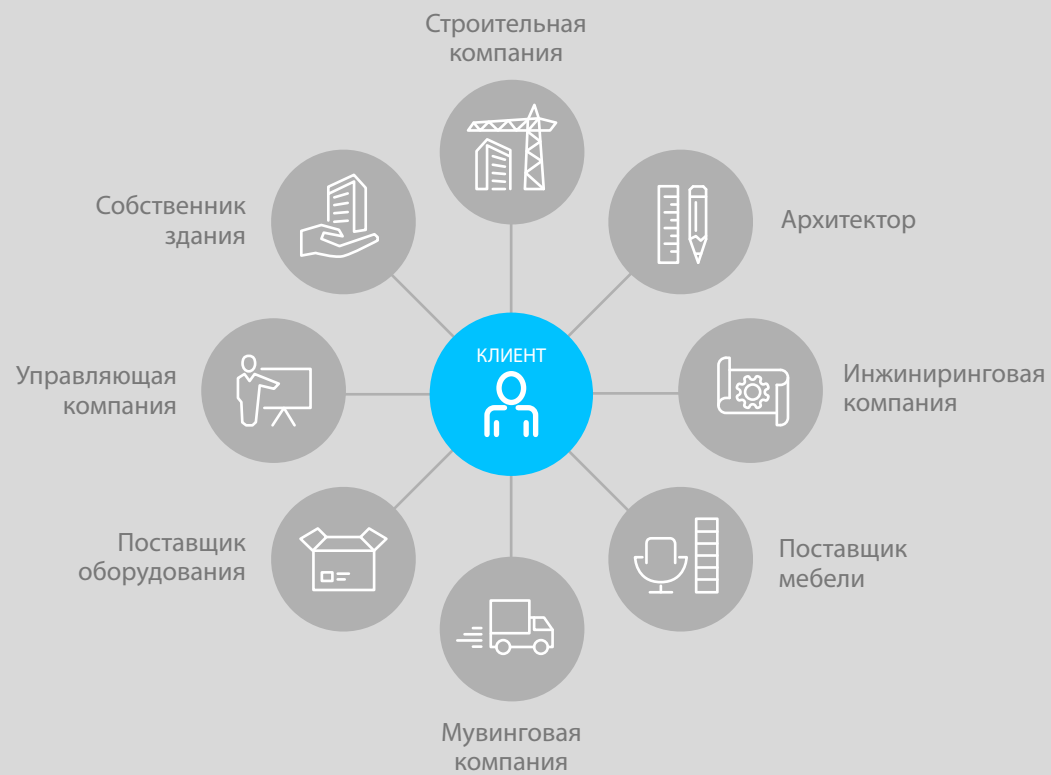 Строительная
компания
Собственник
здания
Архитектор
КЛИЕНТ
Управляющая
компания
Инжиниринговая
компания
Поставщик
оборудования
Поставщик
мебели
Мувинговая
компания